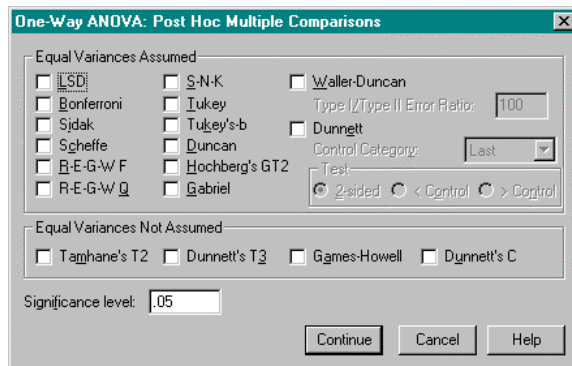 One-Way ANOVA: Post Hoc Multiple Comparisons
Equal Variances Assumed
LSD S-N-K Waller-Duncan
Bonferroni Tukey Type I/Type II Error Ratio: 100
Sidak Tukey's-b Dunnett
Scheffe Duncan Control Category: Last
R-E-G-W F Hochberg's GT2 Test
R-E-G-W Q Gabriel 2-sided < Control > Control
Equal Variances Not Assumed
Tamhane's T2 Dunnett's T3 Games-Howell Dunnett's C
Significance level: .05
Continue Cancel Help